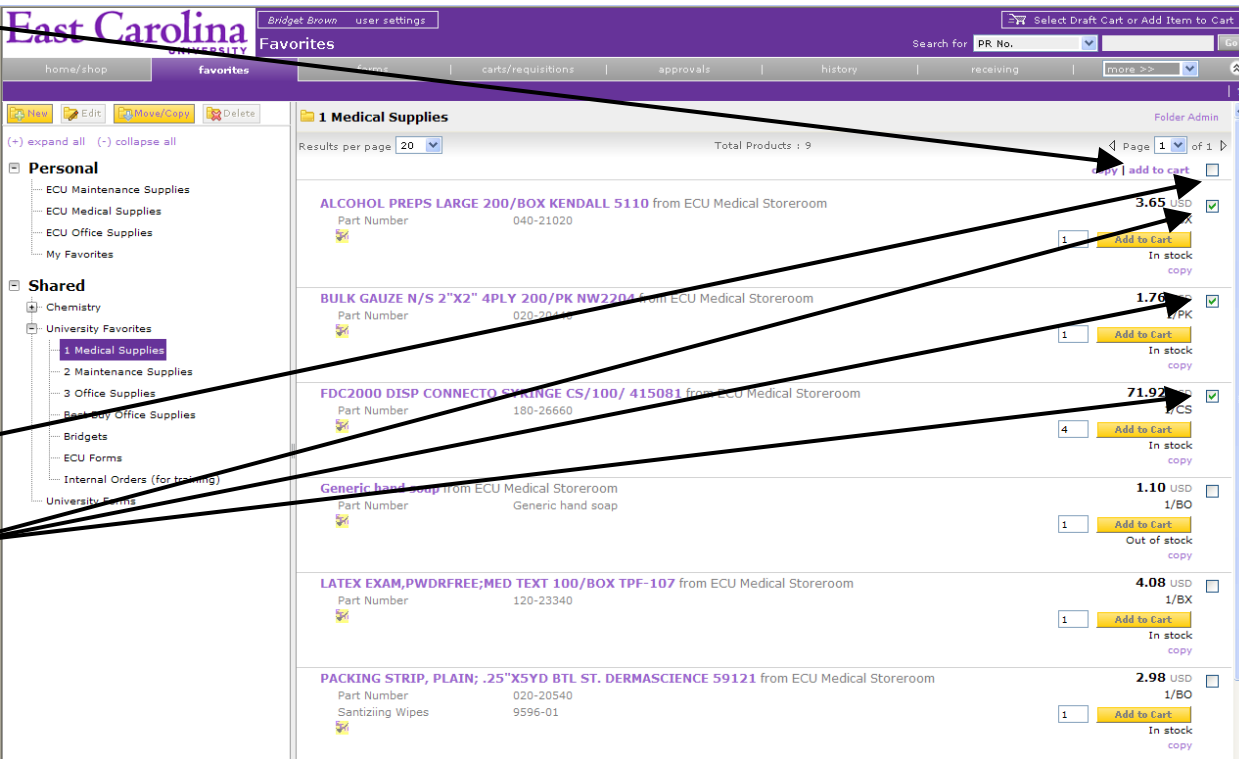 East Carolina
UNIVERSITY
Bridget Brown user settings
Select Draft Cart or Add Item to Cart
Favorites
Search for PR No. Go
home/shop favorites forms carts/requisitions approvals history receiving more >>
New Edit Move/Copy Delete
(+) expand all (-) collapse all
Personal
ECU Maintenance Supplies
ECU Medical Supplies
ECU Office Supplies
My Favorites
Shared
Chemistry
University Favorites
1 Medical Supplies
2 Maintenance Supplies
3 Office Supplies
Best Buy Office Supplies
Bridgets
ECU Forms
Internal Orders (for training)
University Forms
1 Medical Supplies
Folder Admin
Results per page 20
Total Products : 9
Page 1 of 1
copy | add to cart
ALCOHOL PREPS LARGE 200/BOX KENDALL 5110 from ECU Medical Storeroom
3.65 USD
Part Number 040-21020
1 Add to Cart
In stock
copy
BULK GAUZE N/S 2"X2" 4PLY 200/PK NW2204 from ECU Medical Storeroom
1.76 USD
Part Number
1/PK
1 Add to Cart
In stock
copy
FDC2000 DISP CONNECTO SYRINGE CS/100/ 415081 from ECU Medical Storeroom
71.92
Part Number 180-26660
1/CS
4 Add to Cart
In stock
copy
Generic hand soap from ECU Medical Storeroom
1.10 USD
Part Number Generic hand soap
1/BO
1 Add to Cart
Out of stock
copy
LATEX EXAM,PWDRFREE;MED TEXT 100/BOX TPF-107 from ECU Medical Storeroom
4.08 USD
Part Number 120-23340
1/BX
1 Add to Cart
In stock
copy
PACKING STRIP, PLAIN; .25"X5YD BTL ST. DERMASCIENCE 59121 from ECU Medical Storeroom
2.98 USD
Part Number 020-20540
1/BO
Santiziing Wipes 9596-01
1 Add to Cart
In stock
copy